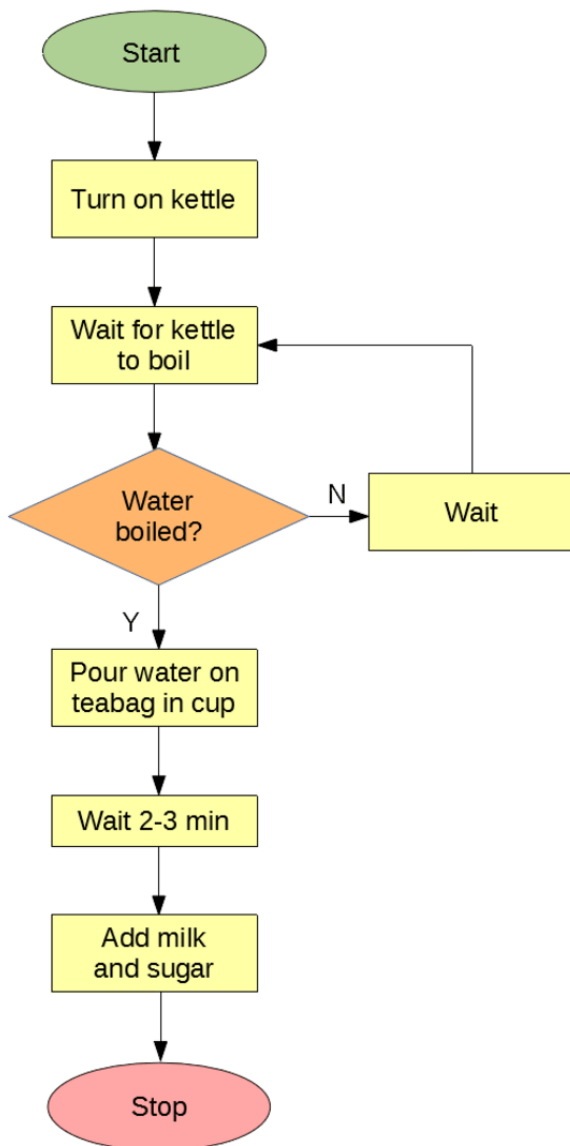 Start
Turn on kettle
Wait for kettle
to boil
Water
boiled?
N
Wait
Y
Pour water on
teabag in cup
Wait 2-3 min
Add milk
and sugar
Stop